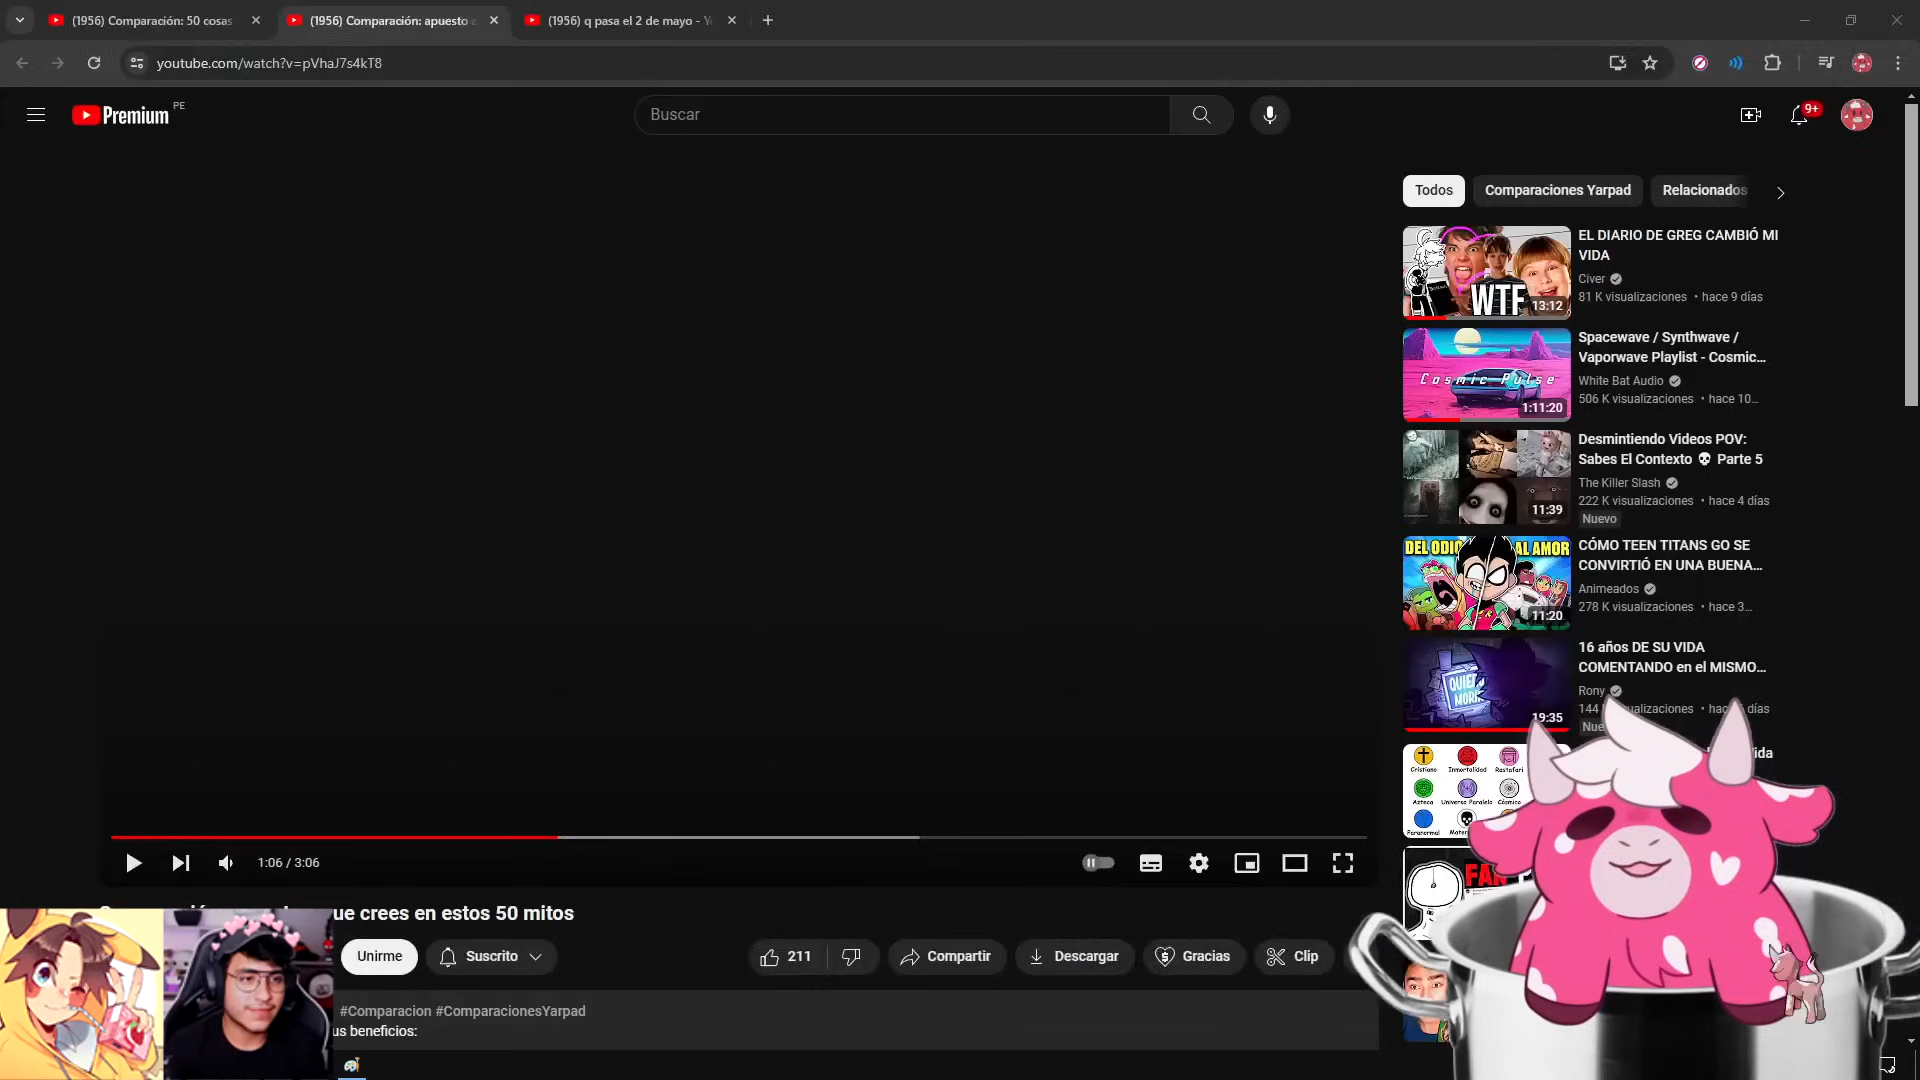 (1956) Comparación: 50 cosas
(1956) Comparación: apuesto
(1956) q pasa el 2 de mayo - Y
youtube.com/watch?v=pVhaJ7s4kT8
Premium PE
Buscar
9+
Todos
Comparaciones Yarpad
Relacionados
EL DIARIO DE GREG CAMBIÓ MI
VIDA
Civer
81 K visualizaciones • hace 9 días
WTF
13:12
Spacewave / Synthwave /
Vaporwave Playlist - Cosmic...
White Bat Audio
506 K visualizaciones • hace 10...
Cosmic Pulse
1:11:20
Desmintiendo Videos POV:
Sabes El Contexto 💀 Parte 5
The Killer Slash
222 K visualizaciones • hace 4 días
Nuevo
11:39
CÓMO TEEN TITANS GO SE
CONVIRTIÓ EN UNA BUENA...
Animeados
278 K visualizaciones • hace 3...
DEL ODIO AL AMOR
11:20
16 años DE SU VIDA
COMENTANDO en el MISMO...
Rony
144
días
19:35
Cristiano Inmortalidad Rastafari
Azteca Universo Paralelo Cósmico
Paranormal
1:06 / 3:06
ue crees en estos 50 mitos
Unirme
Suscrito
211
Compartir
Descargar
Gracias
Clip
#Comparacion #ComparacionesYarpad
us beneficios: